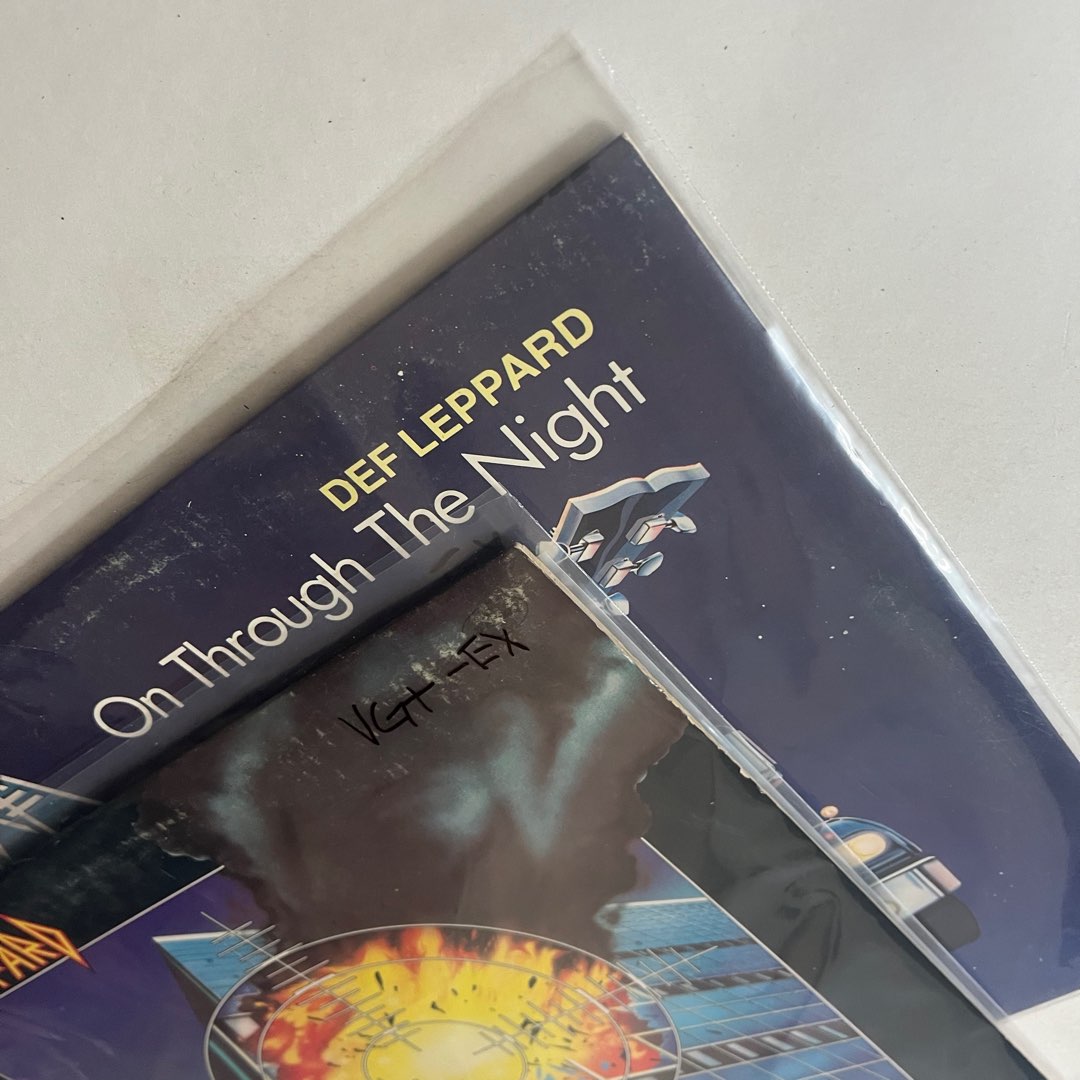 DEF LEPPARD
On Through The Night
VG+ -EX